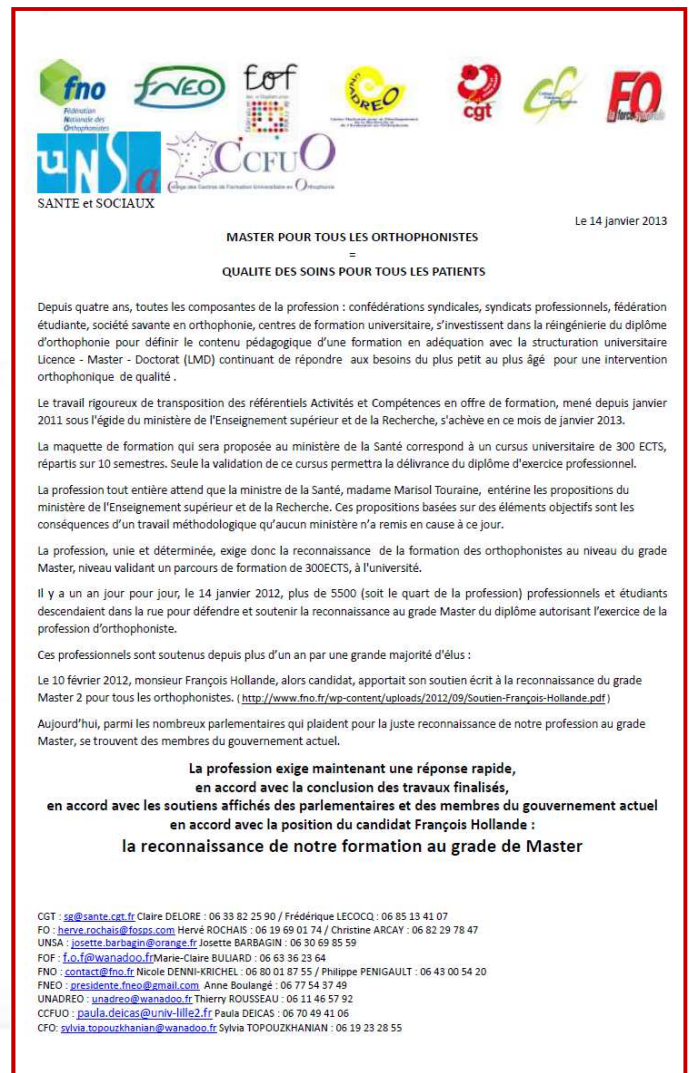 fno
Fédération
Nationale des
Orthophonistes
fNEO
fof
UNADREO
cgt
cfo
FO
la force syndicale
uNSa
CCFUO
Collège des Centres de Formation Universitaire en Orthophonie
SANTE et SOCIAUX
Le 14 janvier 2013
MASTER POUR TOUS LES ORTHOPHONISTES
=
QUALITE DES SOINS POUR TOUS LES PATIENTS
Depuis quatre ans, toutes les composantes de la profession : confédérations syndicales, syndicats professionnels, fédération
étudiante, société savante en orthophonie, centres de formation universitaire, s'investissent dans la réingénierie du diplôme
d'orthophonie pour définir le contenu pédagogique d'une formation en adéquation avec la structuration universitaire
Licence - Master - Doctorat (LMD) continuant de répondre aux besoins du plus petit au plus âgé pour une intervention
orthophonique de qualité .
Le travail rigoureux de transposition des référentiels Activités et Compétences en offre de formation, mené depuis janvier
2011 sous l'égide du ministère de l'Enseignement supérieur et de la Recherche, s'achève en ce mois de janvier 2013.
La maquette de formation qui sera proposée au ministère de la Santé correspond à un cursus universitaire de 300 ECTS,
répartis sur 10 semestres. Seule la validation de ce cursus permettra la délivrance du diplôme d'exercice professionnel.
La profession tout entière attend que la ministre de la Santé, madame Marisol Touraine, entérine les propositions du
ministère de l'Enseignement supérieur et de la Recherche. Ces propositions basées sur des éléments objectifs sont les
conséquences d'un travail méthodologique qu'aucun ministère n'a remis en cause à ce jour.
La profession, unie et déterminée, exige donc la reconnaissance de la formation des orthophonistes au niveau du grade
Master, niveau validant un parcours de formation de 300ECTS, à l'université.
Il y a un an jour pour jour, le 14 janvier 2012, plus de 5500 (soit le quart de la profession) professionnels et étudiants
descendaient dans la rue pour défendre et soutenir la reconnaissance au grade Master du diplôme autorisant l'exercice de la
profession d'orthophoniste.
Ces professionnels sont soutenus depuis plus d'un an par une grande majorité d'élus :
Le 10 février 2012, monsieur François Hollande, alors candidat, apportait son soutien écrit à la reconnaissance du grade
Master 2 pour tous les orthophonistes. ( http://www.fno.fr/wp-content/uploads/2012/09/Soutien-François-Hollande.pdf )
Aujourd'hui, parmi les nombreux parlementaires qui plaident pour la juste reconnaissance de notre profession au grade
Master, se trouvent des membres du gouvernement actuel.
La profession exige maintenant une réponse rapide,
en accord avec la conclusion des travaux finalisés,
en accord avec les soutiens affichés des parlementaires et des membres du gouvernement actuel
en accord avec la position du candidat François Hollande :
la reconnaissance de notre formation au grade de Master
CGT : sg@sante.cgt.fr Claire DELORE : 06 33 82 25 90 / Frédérique LECOCQ : 06 85 13 41 07
FO : herve.rochais@fosps.com Hervé ROCHAIS : 06 19 69 01 74 / Christine ARCAY : 06 82 29 78 47
UNSA : josette.barbagin@orange.fr Josette BARBAGIN : 06 30 69 85 59
FOF : f.o.f@wanadoo.frMarie-Claire BULIARD : 06 63 36 23 64
FNO : contact@fno.fr Nicole DENNI-KRICHEL : 06 80 01 87 55 / Philippe PENIGAULT : 06 43 00 54 20
FNEO : presidente.fneo@gmail.com Anne Boulangé : 06 77 54 37 49
UNADREO : unadreo@wanadoo.fr Thierry ROUSSEAU : 06 11 46 57 92
CCFUO : paula.deicas@univ-lille2.fr Paula DEICAS : 06 70 49 41 06
CFO: sylvia.topouzkhanian@wanadoo.fr Sylvia TOPOUZKHANIAN : 06 19 23 28 55